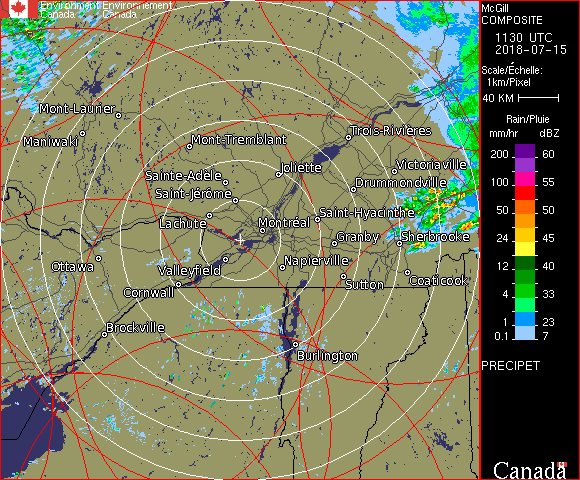 Environment Environnement
Canada Canada
McGill
COMPOSITE
1130 UTC
2018-07-15
Scale/Échelle:
1km/Pixel
40 KM
Rain/Pluie
mm/hr dBZ
200 60
100 55
50 50
24 45
12 40
4 33
1 23
0.1 7
PRECIPET
Canada
Mont-Laurier
Maniwaki
Mont-Tremblant
Trois-Rivières
Joliette
Victoriaville
Sainte-Adèle
Drummondville
Saint-Jérôme
Lachute
Montréal
Saint-Hyacinthe
Granby
Sherbrooke
Ottawa
Valleyfield
Napierville
Cornwall
Sutton
Coaticook
Brockville
Burlington